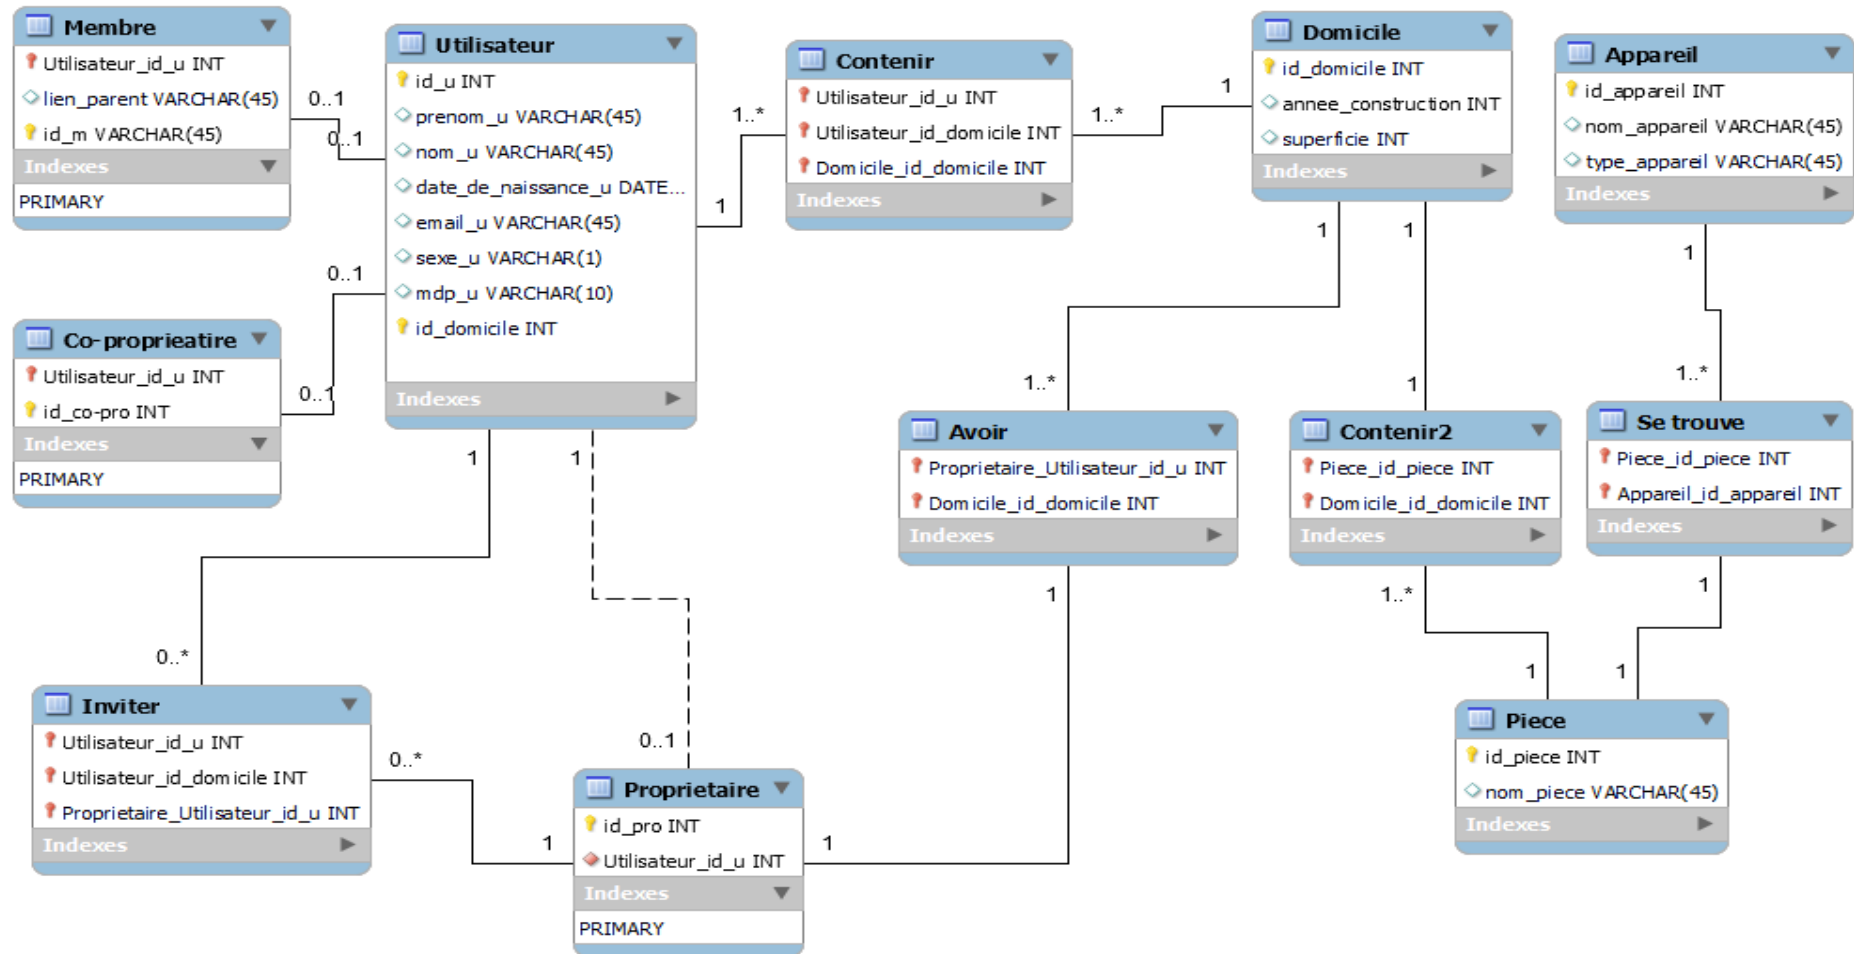 Membre
Utilisateur_id_u INT
lien_parent VARCHAR(45)
id_m VARCHAR(45)
Indexes
PRIMARY
0..1
0..1
Utilisateur
id_u INT
prenom_u VARCHAR(45)
nom_u VARCHAR(45)
date_de_naissance_u DATE...
email_u VARCHAR(45)
sexe_u VARCHAR(1)
mdp_u VARCHAR(10)
id_domicile INT
Indexes
1
1..*
Contenir
Utilisateur_id_u INT
Utilisateur_id_domicile INT
Domicile_id_domicile INT
Indexes
1..*
1
Domicile
id_domicile INT
annee_construction INT
superficie INT
Indexes
Appareil
id_appareil INT
nom_appareil VARCHAR(45)
type_appareil VARCHAR(45)
Indexes
0..1
0..1
Co-proprieatire
Utilisateur_id_u INT
id_co-pro INT
Indexes
PRIMARY
1
1
1
1
1
1..*
1
1..*
Avoir
Proprietaire_Utilisateur_id_u INT
Domicile_id_domicile INT
Indexes
Contenir2
Piece_id_piece INT
Domicile_id_domicile INT
Indexes
Se trouve
Piece_id_piece INT
Appareil_id_appareil INT
Indexes
1
1..*
1
0..*
1
1
Inviter
Utilisateur_id_u INT
Utilisateur_id_domicile INT
Proprietaire_Utilisateur_id_u INT
Indexes
0..*
0..1
1
Proprietaire
id_pro INT
Utilisateur_id_u INT
Indexes
PRIMARY
1
Piece
id_piece INT
nom_piece VARCHAR(45)
Indexes